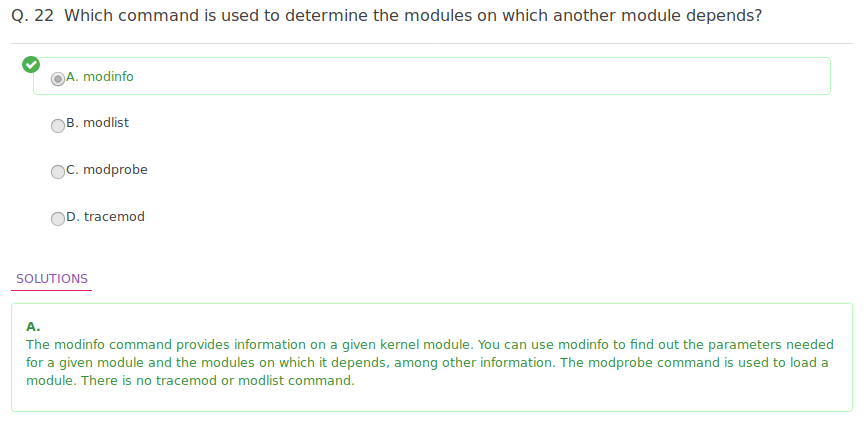 Q. 22  Which command is used to determine the modules on which another module depends?
A. modinfo
B. modlist
C. modprobe
D. tracemod
SOLUTIONS
A.
The modinfo command provides information on a given kernel module. You can use modinfo to find out the parameters needed
for a given module and the modules on which it depends, among other information. The modprobe command is used to load a
module. There is no tracemod or modlist command.